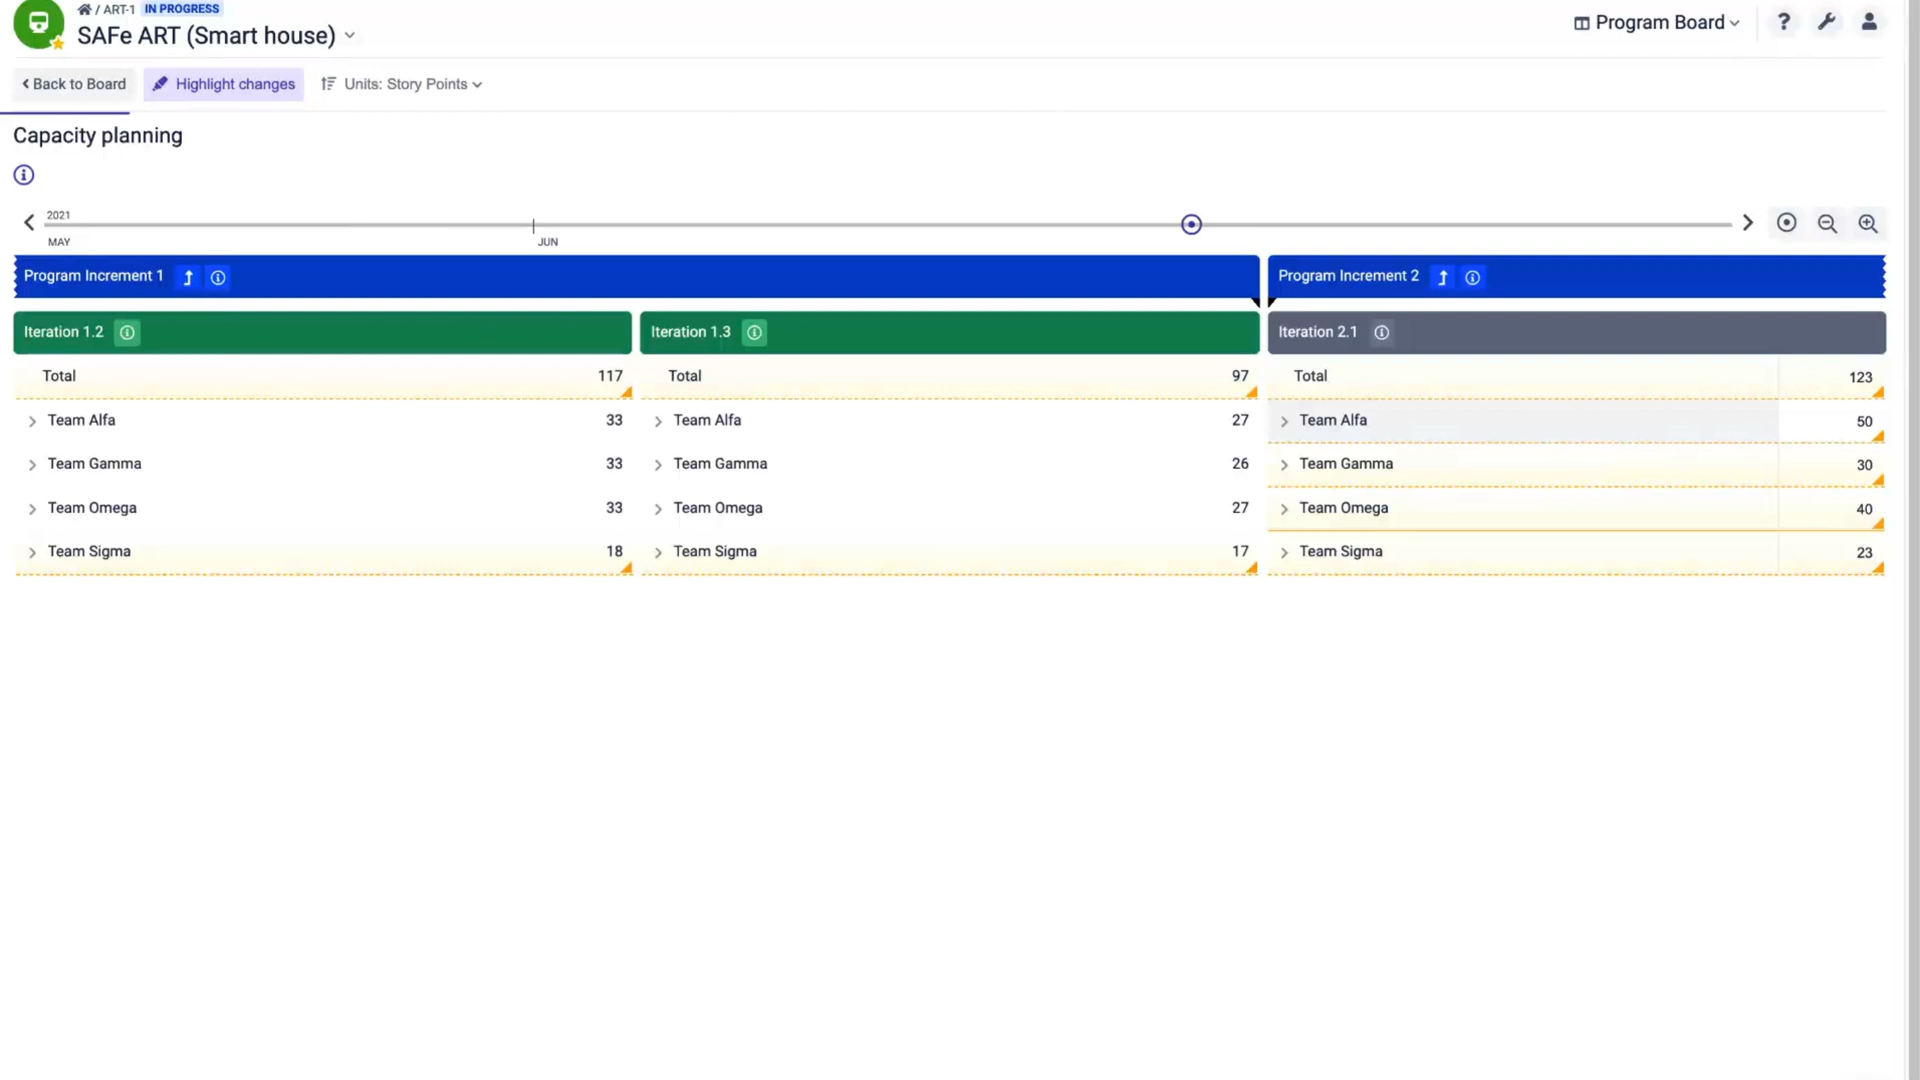 / ART-1 IN PROGRESS
SAFe ART (Smart house)
Program Board
?
Back to Board
Highlight changes
Units: Story Points
Capacity planning
2021
MAY
JUN
Program Increment 1
Program Increment 2
Iteration 1.2
Iteration 1.3
Iteration 2.1
Total 117
Total 97
Total 123
Team Alfa 33
Team Alfa 27
Team Alfa 50
Team Gamma 33
Team Gamma 26
Team Gamma 30
Team Omega 33
Team Omega 27
Team Omega 40
Team Sigma 18
Team Sigma 17
Team Sigma 23